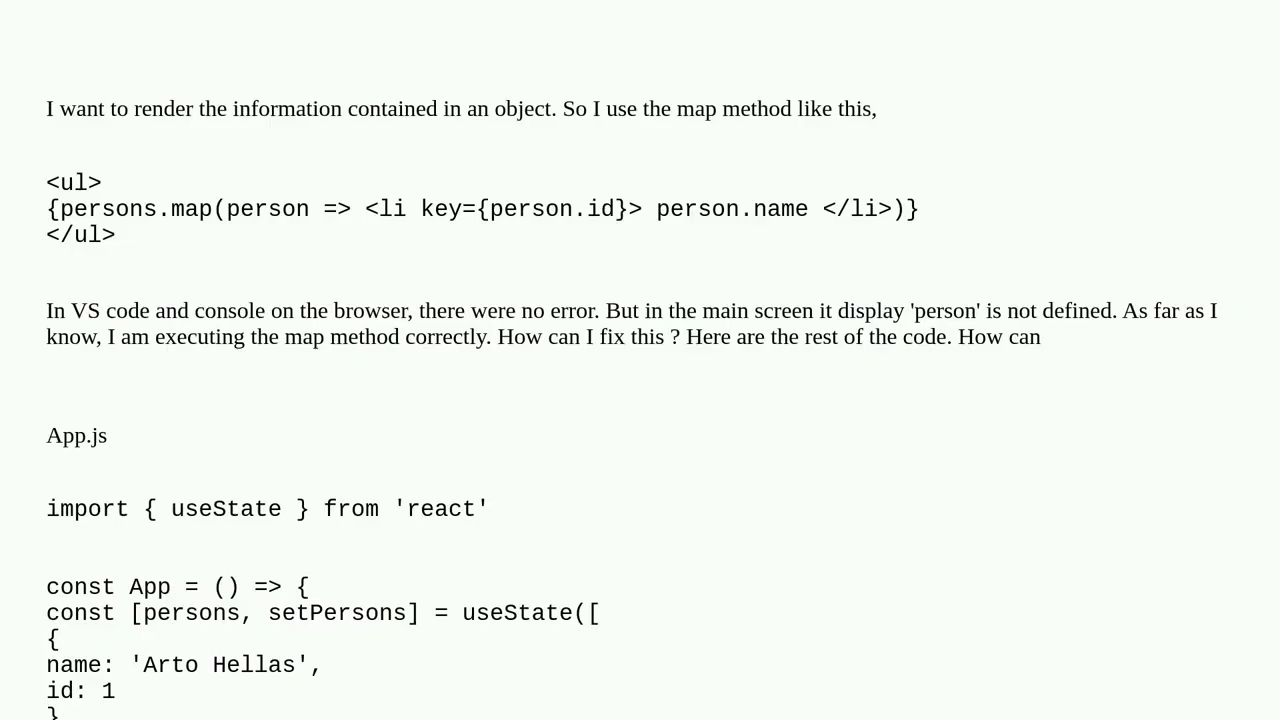 I want to render the information contained in an object. So I use the map method like this,
<ul>
{persons.map(person => <li key={person.id}> person.name </li>)}
</ul>
In VS code and console on the browser, there were no error. But in the main screen it display 'person' is not defined. As far as I
know, I am executing the map method correctly. How can I fix this ? Here are the rest of the code. How can
App.js
import { useState } from 'react'
const App = () => {
const [persons, setPersons] = useState([
{
name: 'Arto Hellas',
id: 1
}